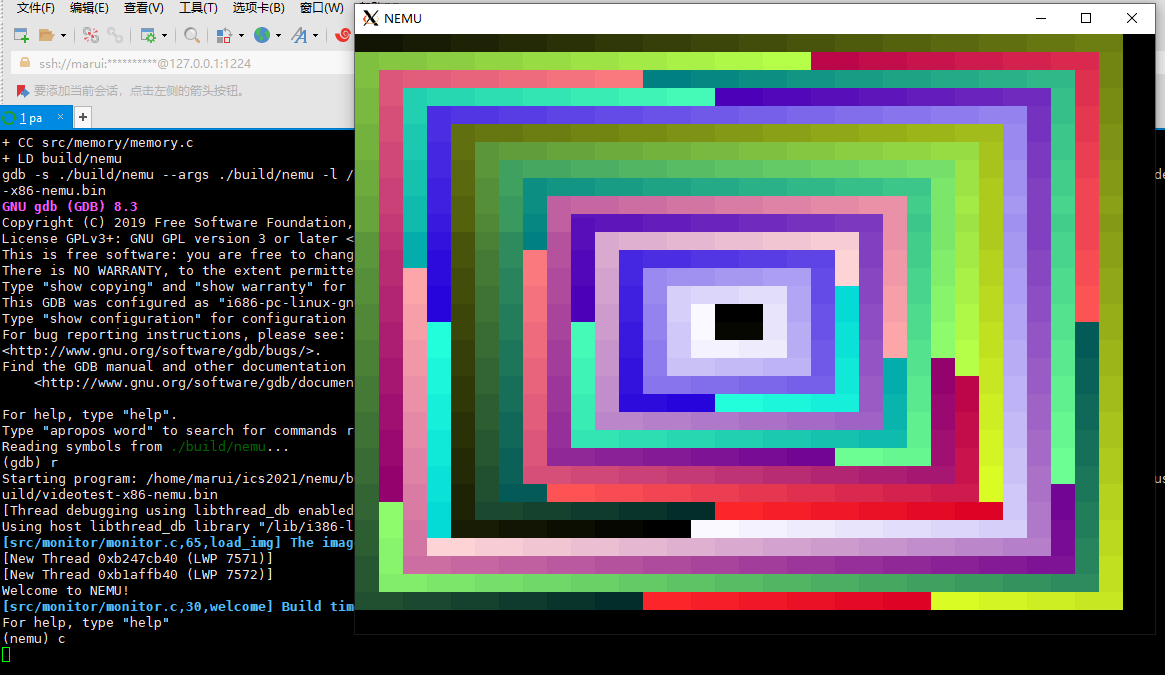 文件(F) 编辑(E) 查看(V) 工具(T) 选项卡(B) 窗口(W)
NEMU
ssh://marui:**********@127.0.0.1:1224
要添加当前会话，点击左侧的箭头按钮。
1 pa
+ CC src/memory/memory.c
+ LD build/nemu
gdb -s ./build/nemu --args ./build/nemu -l /
-x86-nemu.bin
GNU gdb (GDB) 8.3
Copyright (C) 2019 Free Software Foundation,
License GPLv3+: GNU GPL version 3 or later <
This is free software: you are free to chang
There is NO WARRANTY, to the extent permitte
Type "show copying" and "show warranty" for
This GDB was configured as "i686-pc-linux-gn
Type "show configuration" for configuration
For bug reporting instructions, please see:
<http://www.gnu.org/software/gdb/bugs/>.
Find the GDB manual and other documentation
<http://www.gnu.org/software/gdb/documen
For help, type "help".
Type "apropos word" to search for commands r
Reading symbols from ./build/nemu...
(gdb) r
Starting program: /home/marui/ics2021/nemu/b
uild/videotest-x86-nemu.bin
[Thread debugging using libthread_db enabled
Using host libthread_db library "/lib/i386-l
[src/monitor/monitor.c,65,load_img] The imag
[New Thread 0xb247cb40 (LWP 7571)]
[New Thread 0xb1affb40 (LWP 7572)]
Welcome to NEMU!
[src/monitor/monitor.c,30,welcome] Build tim
For help, type "help"
(nemu) c